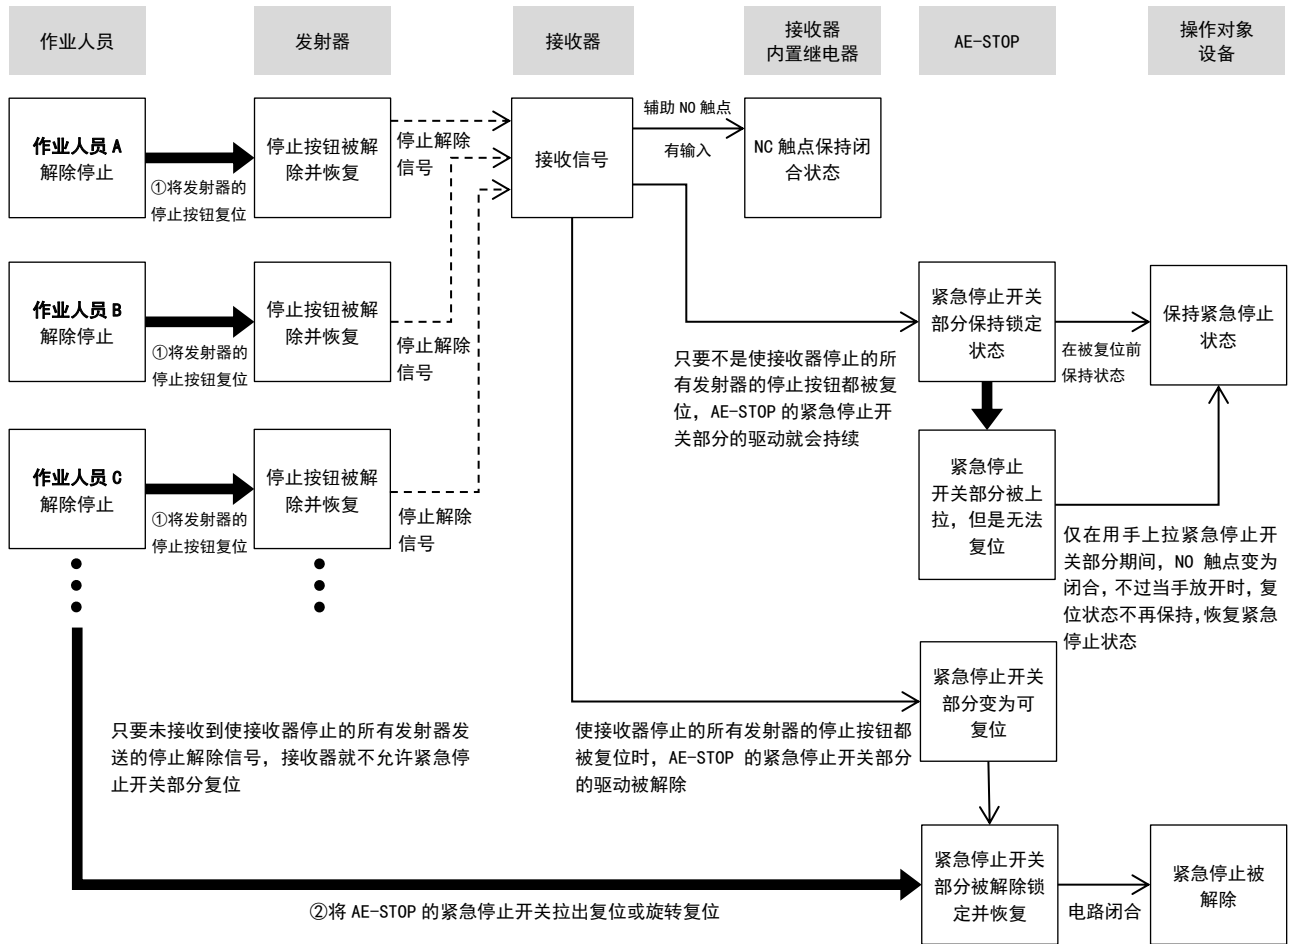 作业人员
发射器
接收器
接收器
内置继电器
AE-STOP
操作对象
设备
作业人员 A
解除停止
①将发射器的
停止按钮复位
停止按钮被解
除并恢复
停止解除
信号
接收信号
辅助 NO 触点
有输入
NC 触点保持闭
合状态
作业人员 B
解除停止
①将发射器的
停止按钮复位
停止按钮被解
除并恢复
停止解除
信号
只要不是使接收器停止的所
有发射器的停止按钮都被复
位，AE-STOP 的紧急停止开
关部分的驱动就会持续
紧急停止开关
部分保持锁定
状态
在被复位前
保持状态
保持紧急停止
状态
作业人员 C
解除停止
①将发射器的
停止按钮复位
停止按钮被解
除并恢复
停止解除
信号
紧急停止
开关部分被上
拉，但是无法
复位
仅在用手上拉紧急停止开
关部分期间，NO 触点变为
闭合，不过当手放开时，复
位状态不再保持，恢复紧急
停止状态
只要未接收到使接收器停止的所有发射器发
送的停止解除信号，接收器就不允许紧急停
止开关部分复位
使接收器停止的所有发射器的停止按钮都
被复位时，AE-STOP 的紧急停止开关部分
的驱动被解除
紧急停止开关
部分变为可
复位
②将 AE-STOP 的紧急停止开关拉出复位或旋转复位
紧急停止开关
部分被解除锁
定并恢复
电路闭合
紧急停止被
解除